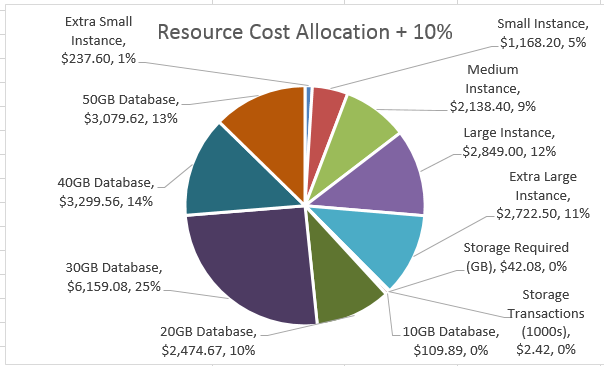 Resource Cost Allocation + 10%
Extra Small
Instance,
$237.60, 1%
Small Instance,
$1,168.20, 5%
Medium
Instance,
$2,138.40, 9%
Large Instance,
$2,849.00, 12%
Extra Large
Instance,
$2,722.50, 11%
Storage Required
(GB), $42.08, 0%
Storage
Transactions
(1000s),
$2.42, 0%
10GB Database,
$109.89, 0%
20GB Database,
$2,474.67, 10%
30GB Database,
$6,159.08, 25%
40GB Database,
$3,299.56, 14%
50GB Database,
$3,079.62, 13%